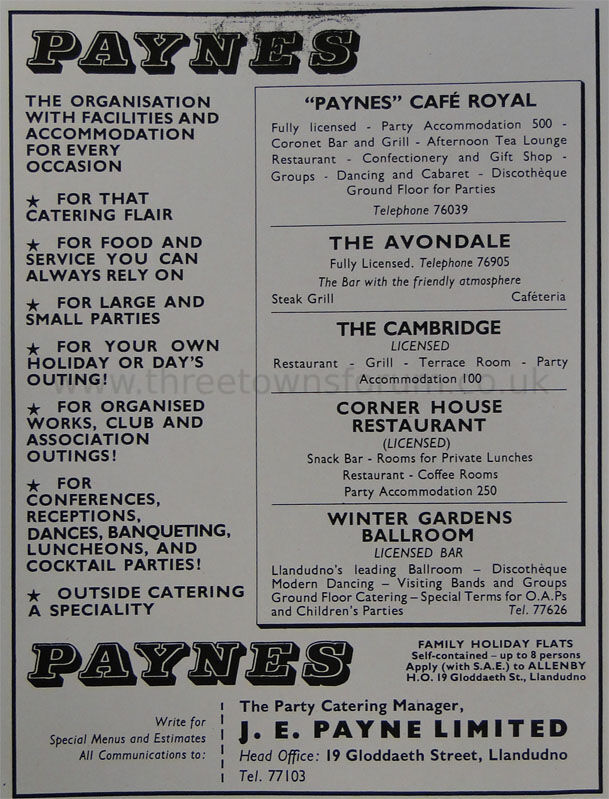 PAYNES
THE ORGANISATION
WITH FACILITIES AND
ACCOMMODATION
FOR EVERY
OCCASION
★ FOR THAT
CATERING FLAIR
★ FOR FOOD AND
SERVICE YOU CAN
ALWAYS RELY ON
★ FOR LARGE AND
SMALL PARTIES
★ FOR YOUR OWN
HOLIDAY OR DAY'S
OUTING!
★ FOR ORGANISED
WORKS, CLUB AND
ASSOCIATION
OUTINGS!
★ FOR
CONFERENCES,
RECEPTIONS,
DANCES, BANQUETING,
LUNCHEONS, AND
COCKTAIL PARTIES!
★ OUTSIDE CATERING
A SPECIALITY
"PAYNES" CAFÉ ROYAL
Fully licensed - Party Accommodation 500 -
Coronet Bar and Grill - Afternoon Tea Lounge
Restaurant - Confectionery and Gift Shop -
Groups - Dancing and Cabaret - Discothèque
Ground Floor for Parties
Telephone 76039
THE AVONDALE
Fully Licensed. Telephone 76905
The Bar with the friendly atmosphere
Steak Grill Caféteria
THE CAMBRIDGE
LICENSED
Restaurant - Grill - Terrace Room - Party
Accommodation 100
CORNER HOUSE
RESTAURANT
(LICENSED)
Snack Bar - Rooms for Private Lunches
Restaurant - Coffee Rooms
Party Accommodation 250
WINTER GARDENS
BALLROOM
LICENSED BAR
Llandudno's leading Ballroom – Discothèque
Modern Dancing – Visiting Bands and Groups
Ground Floor Catering – Special Terms for O.A.Ps
and Children's Parties Tel. 77626
www.threetownsforum.co.uk
PAYNES
FAMILY HOLIDAY FLATS
Self-contained – up to 8 persons
Apply (with S.A.E.) to ALLENBY
H.O. 19 Gloddaeth St., Llandudno
Write for
Special Menus and Estimates
All Communications to:
The Party Catering Manager,
J. E. PAYNE LIMITED
Head Office: 19 Gloddaeth Street, Llandudno
Tel. 77103